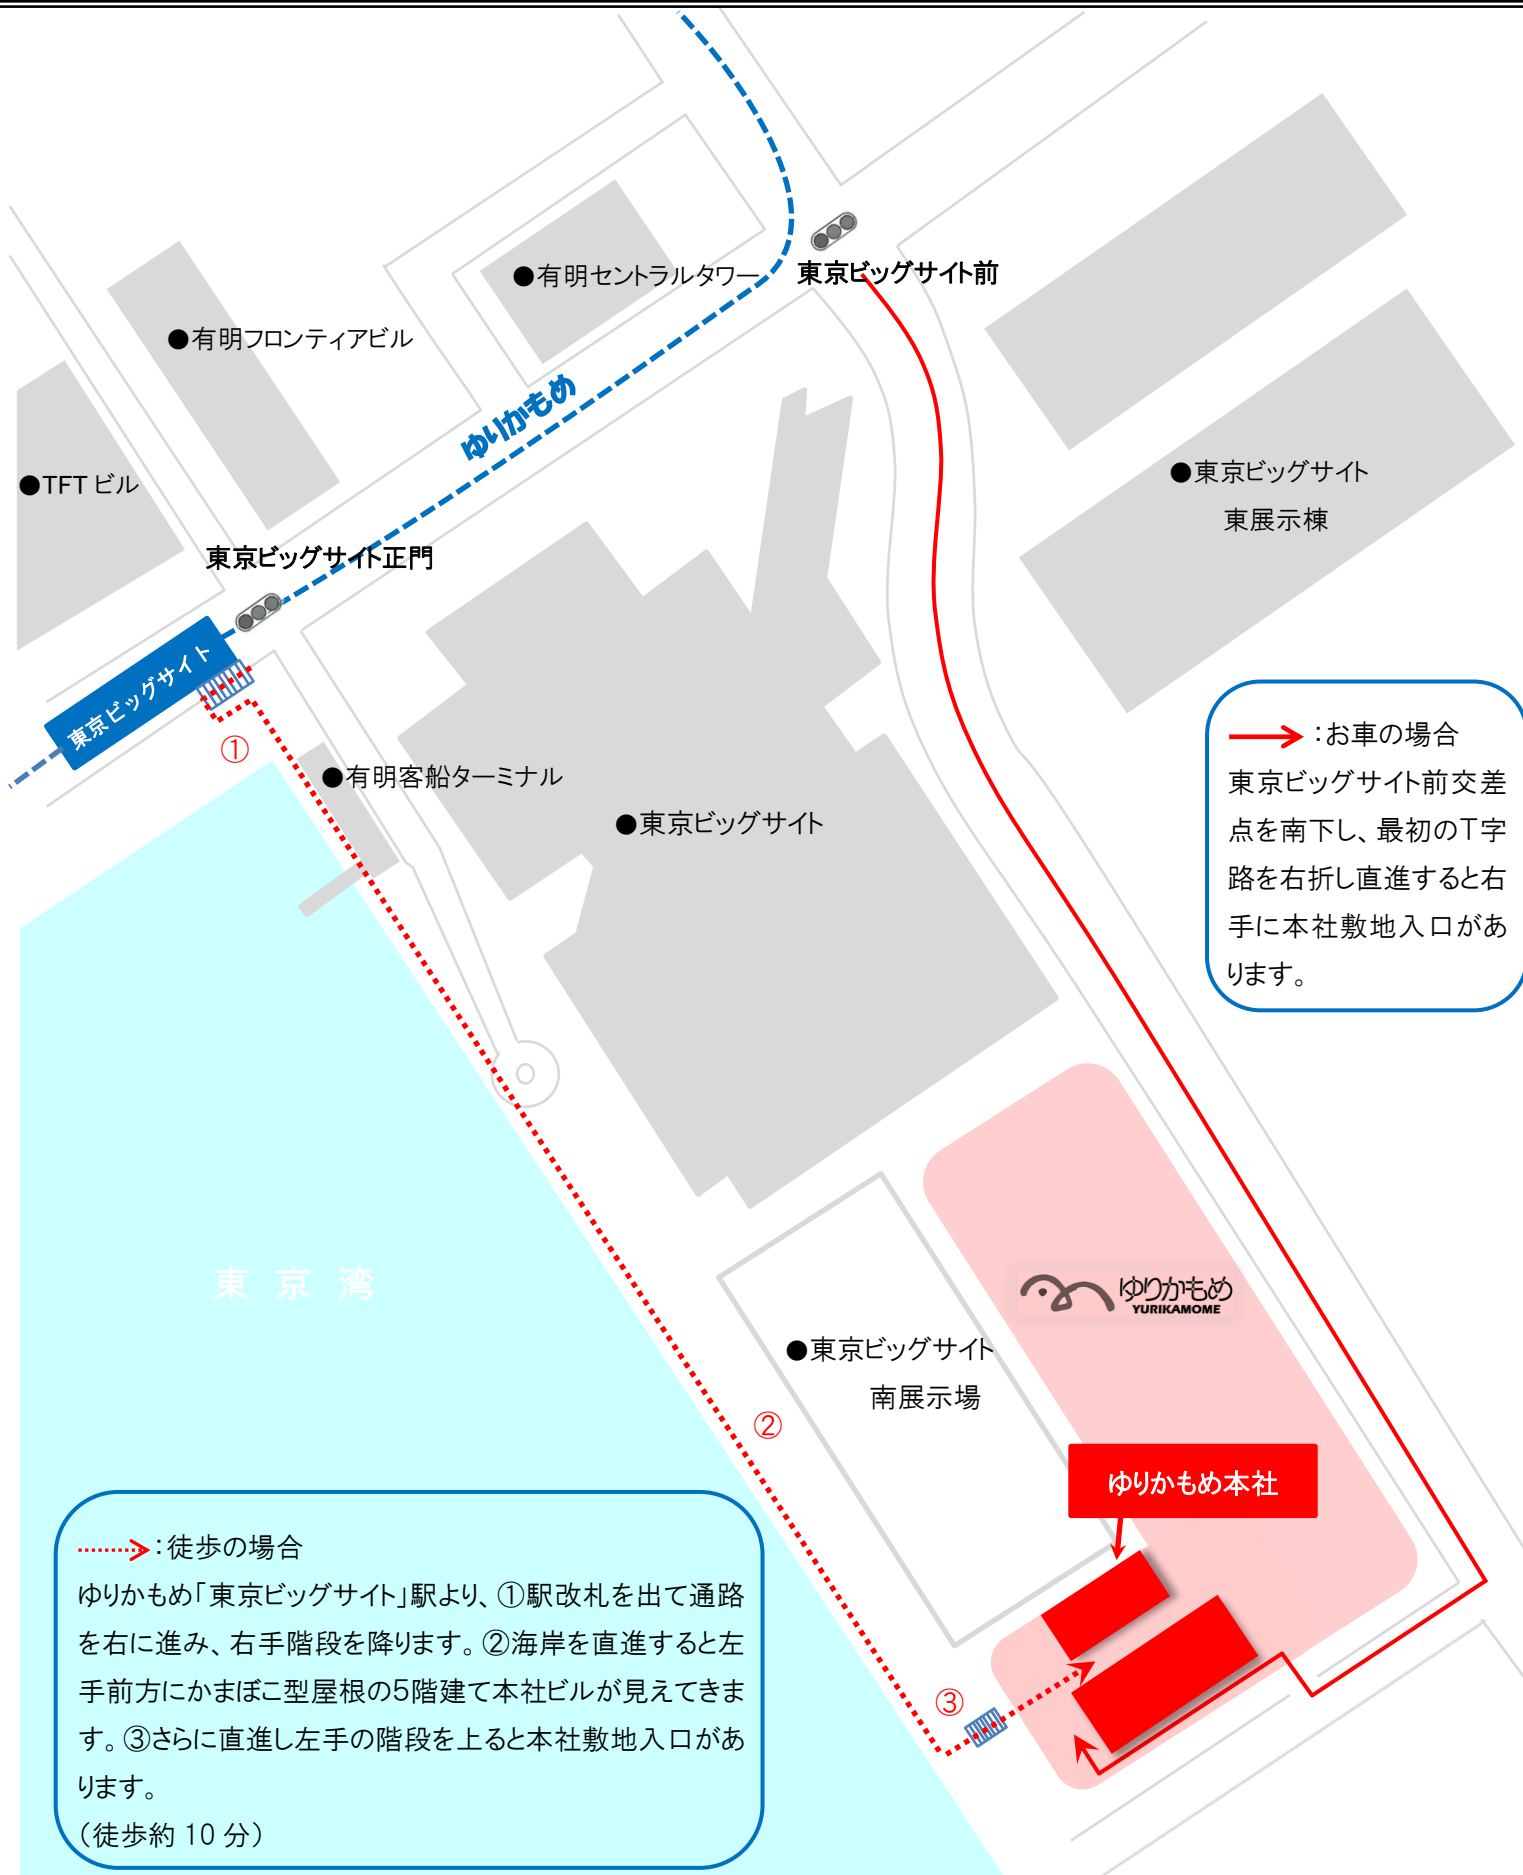 ●有明セントラルタワー
東京ビッグサイト前
●有明フロンティアビル
ゆりかもめ
●TFTビル
●東京ビッグサイト
東展示棟
東京ビッグサイト正門
東京ビッグサイト
①
●有明客船ターミナル
●東京ビッグサイト
：お車の場合
東京ビッグサイト前交差
点を南下し、最初のT字
路を右折し直進すると右
手に本社敷地入口があ
ります。
東京湾
ゆりかもめ
YURIKAMOME
●東京ビッグサイト
南展示場
②
ゆりかもめ本社
③
：徒歩の場合
ゆりかもめ「東京ビッグサイト」駅より、①駅改札を出て通路
を右に進み、右手階段を降ります。②海岸を直進すると左
手前方にかまぼこ型屋根の5階建て本社ビルが見えてきま
す。③さらに直進し左手の階段を上ると本社敷地入口があ
ります。
（徒歩約 10 分）